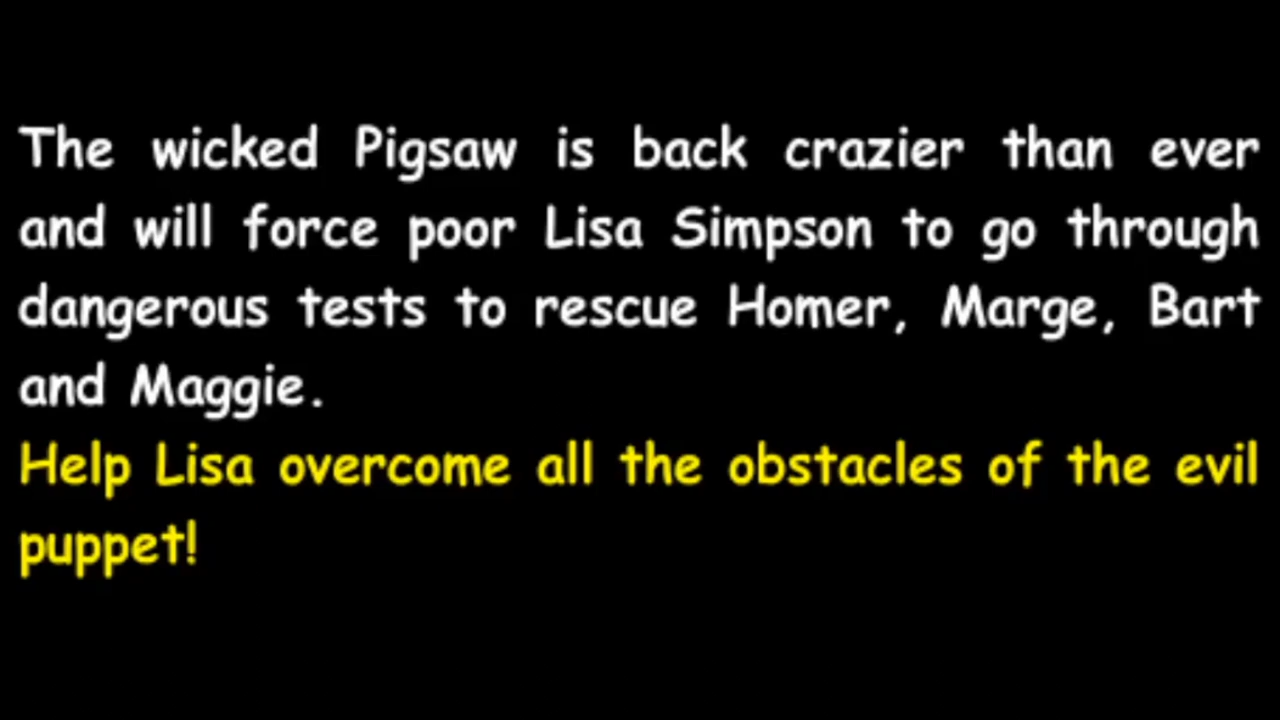 The wicked Pigsaw is back crazier than ever
and will force poor Lisa Simpson to go through
dangerous tests to rescue Homer, Marge, Bart
and Maggie.
Help Lisa overcome all the obstacles of the evil
puppet!